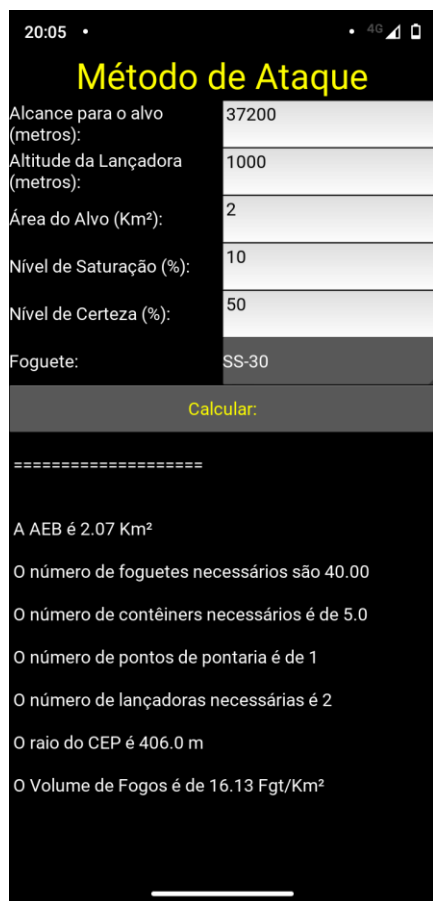 20:05
4G
Método de Ataque
Alcance para o alvo
(metros):
37200
Altitude da Lançadora
(metros):
1000
Área do Alvo (Km²):
2
Nível de Saturação (%):
10
Nível de Certeza (%):
50
Foguete:
SS-30
Calcular:
====================
A AEB é 2.07 Km²
O número de foguetes necessários são 40.00
O número de contêiners necessários é de 5.0
O número de pontos de pontaria é de 1
O número de lançadoras necessárias é 2
O raio do CEP é 406.0 m
O Volume de Fogos é de 16.13 Fgt/Km²